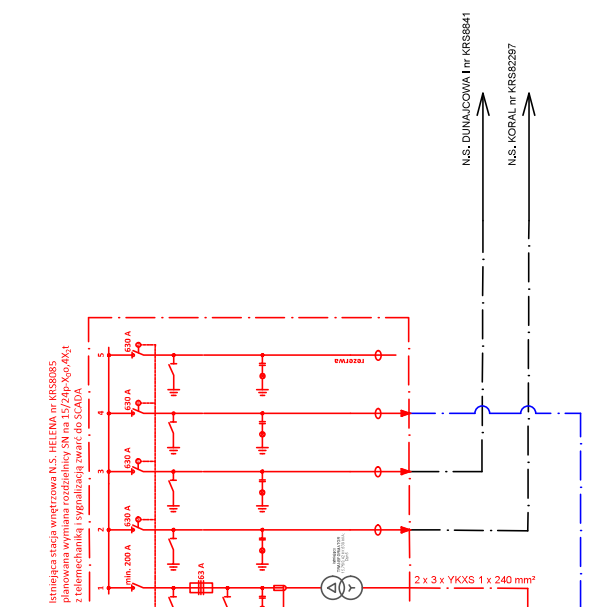 N.S. DUNAJCOWA I nr KRS8841
N.S. KORAL nr KRS82297
Istniejąca stacja wnętrzowa N.S. HELENA nr KRS8085
planowana wymiana rozdzielnicy SN na 15/24p-X₀o,4X₂t
z telemechaniką i sygnalizacją zwarć do SCADA
5
630 A
rezerwa
4
630 A
3
630 A
2
630 A
1
min. 200 A
63 A
2 x 3 x YKXS 1 x 240 mm²